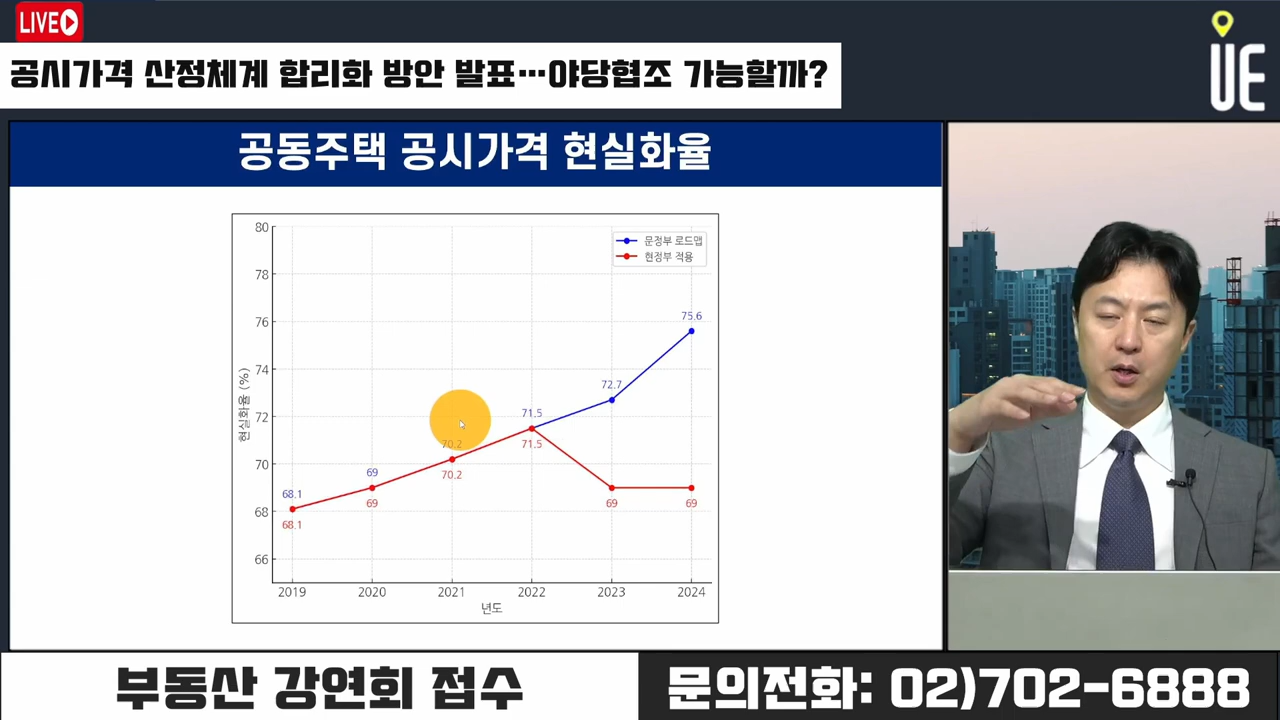 LIVE
공시가격 산정체계 합리화 방안 발표…야당협조 가능할까?
UE
공동주택 공시가격 현실화율
문정부 로드맵
현정부 적용
현실화율 (%)
80
78
76
74
72
70
68
66
68.1
69
70.2
71.5
72.7
75.6
68.1
69
70.2
71.5
69
69
2019 2020 2021 2022 2023 2024
년도
부동산 강연회 접수
문의전화: 02)702-6888